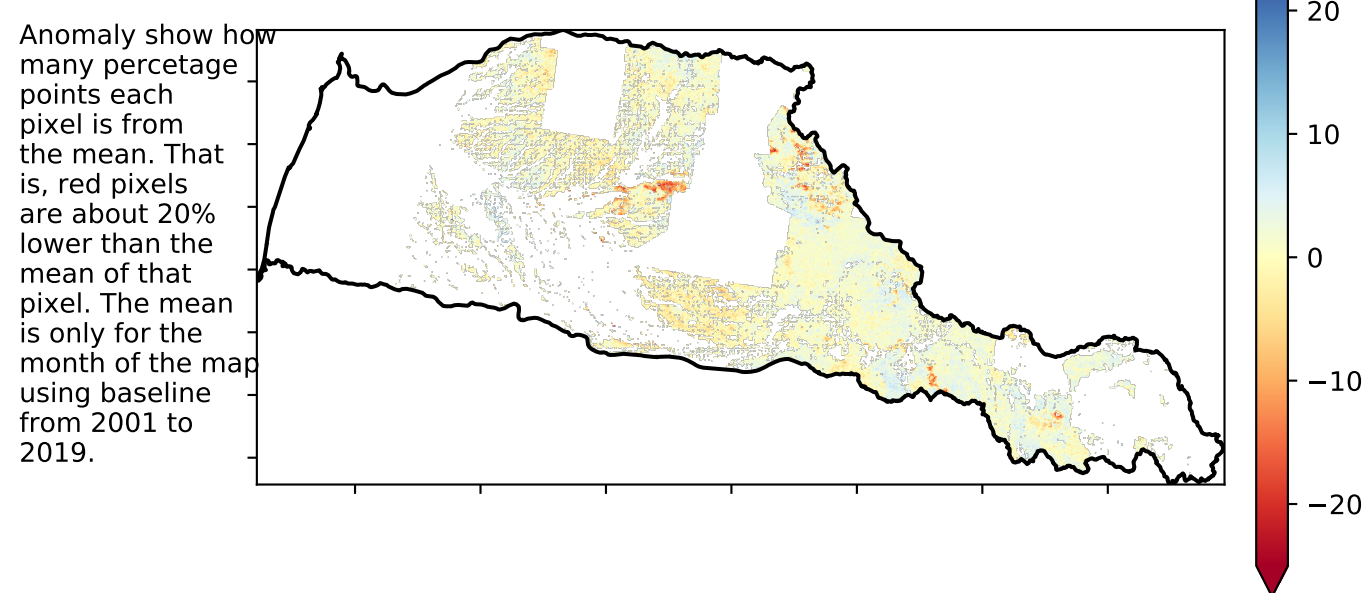 Anomaly show how
many percetage
points each
pixel is from
the mean. That
is, red pixels
are about 20%
lower than the
mean of that
pixel. The mean
is only for the
month of the map
using baseline
from 2001 to
2019.
20
10
0
−10
−20